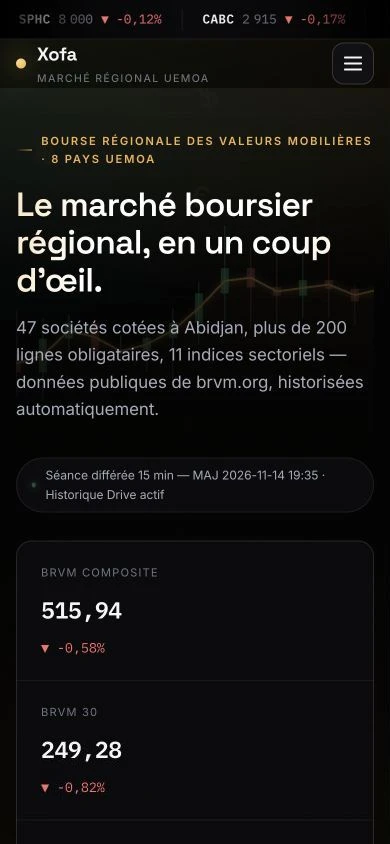 SPHC 8 000 ▼ -0,12% CABC 2 915 ▼ -0,17%
Xofa
MARCHÉ RÉGIONAL UEMOA
BOURSE RÉGIONALE DES VALEURS MOBILIÈRES
· 8 PAYS UEMOA
Le marché boursier
régional, en un coup
d’œil.
47 sociétés cotées à Abidjan, plus de 200
lignes obligataires, 11 indices sectoriels —
données publiques de brvm.org, historisées
automatiquement.
Séance différée 15 min — MAJ 2026-11-14 19:35 ·
Historique Drive actif
BRVM COMPOSITE
515,94
▼ -0,58%
BRVM 30
249,28
▼ -0,82%